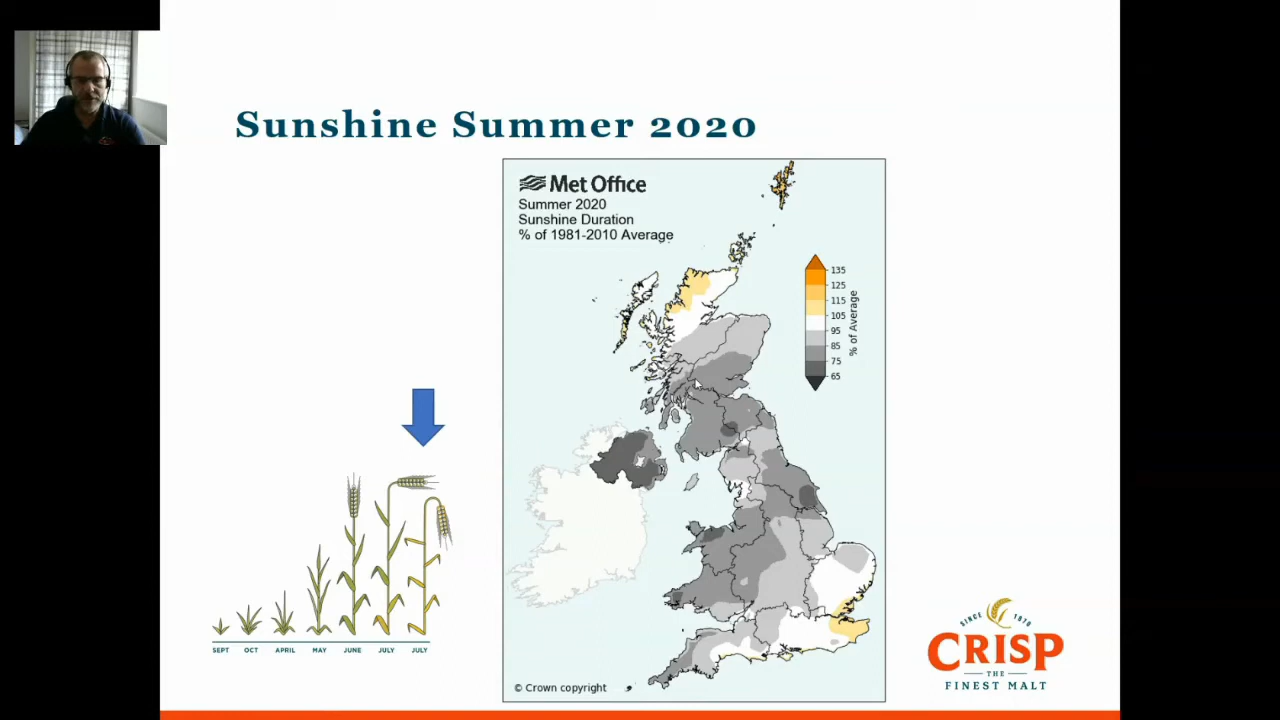 Sunshine Summer 2020
Met Office
Summer 2020
Sunshine Duration
% of 1981-2010 Average
135
125
115
105
95
85
75
65
% of Average
© Crown copyright
SEPT OCT APRIL MAY JUNE JULY JULY
SINCE 1870
CRISP
THE
FINEST MALT